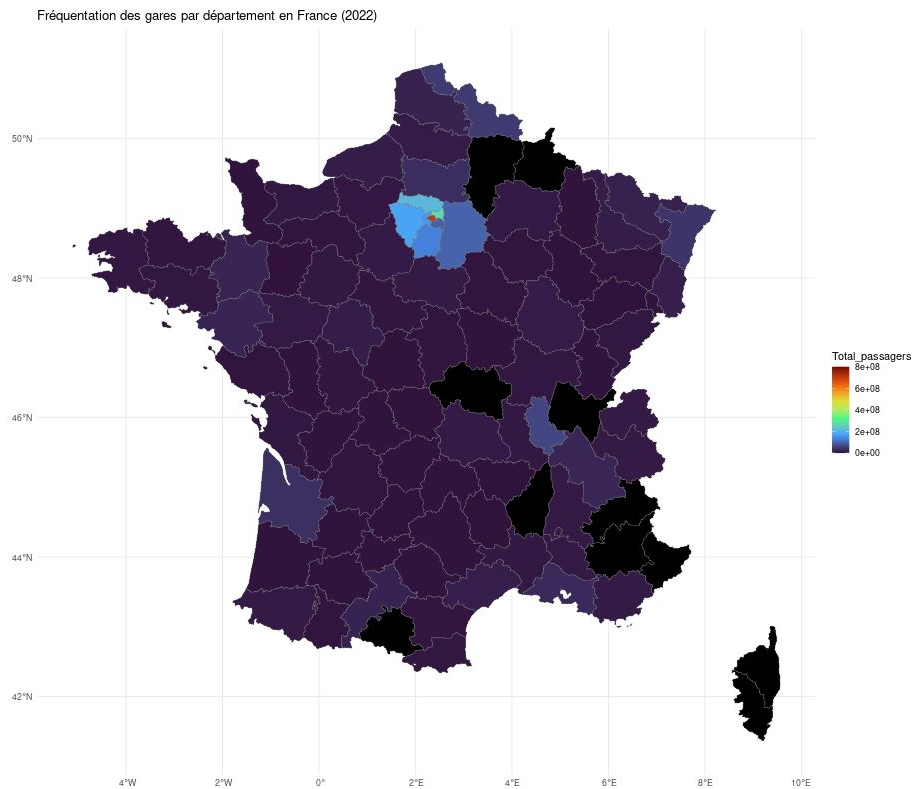 Fréquentation des gares par département en France (2022)
50°N
48°N
46°N
44°N
42°N
4°W
2°W
0°
2°E
4°E
6°E
8°E
10°E
Total_passagers
8e+08
6e+08
4e+08
2e+08
0e+00